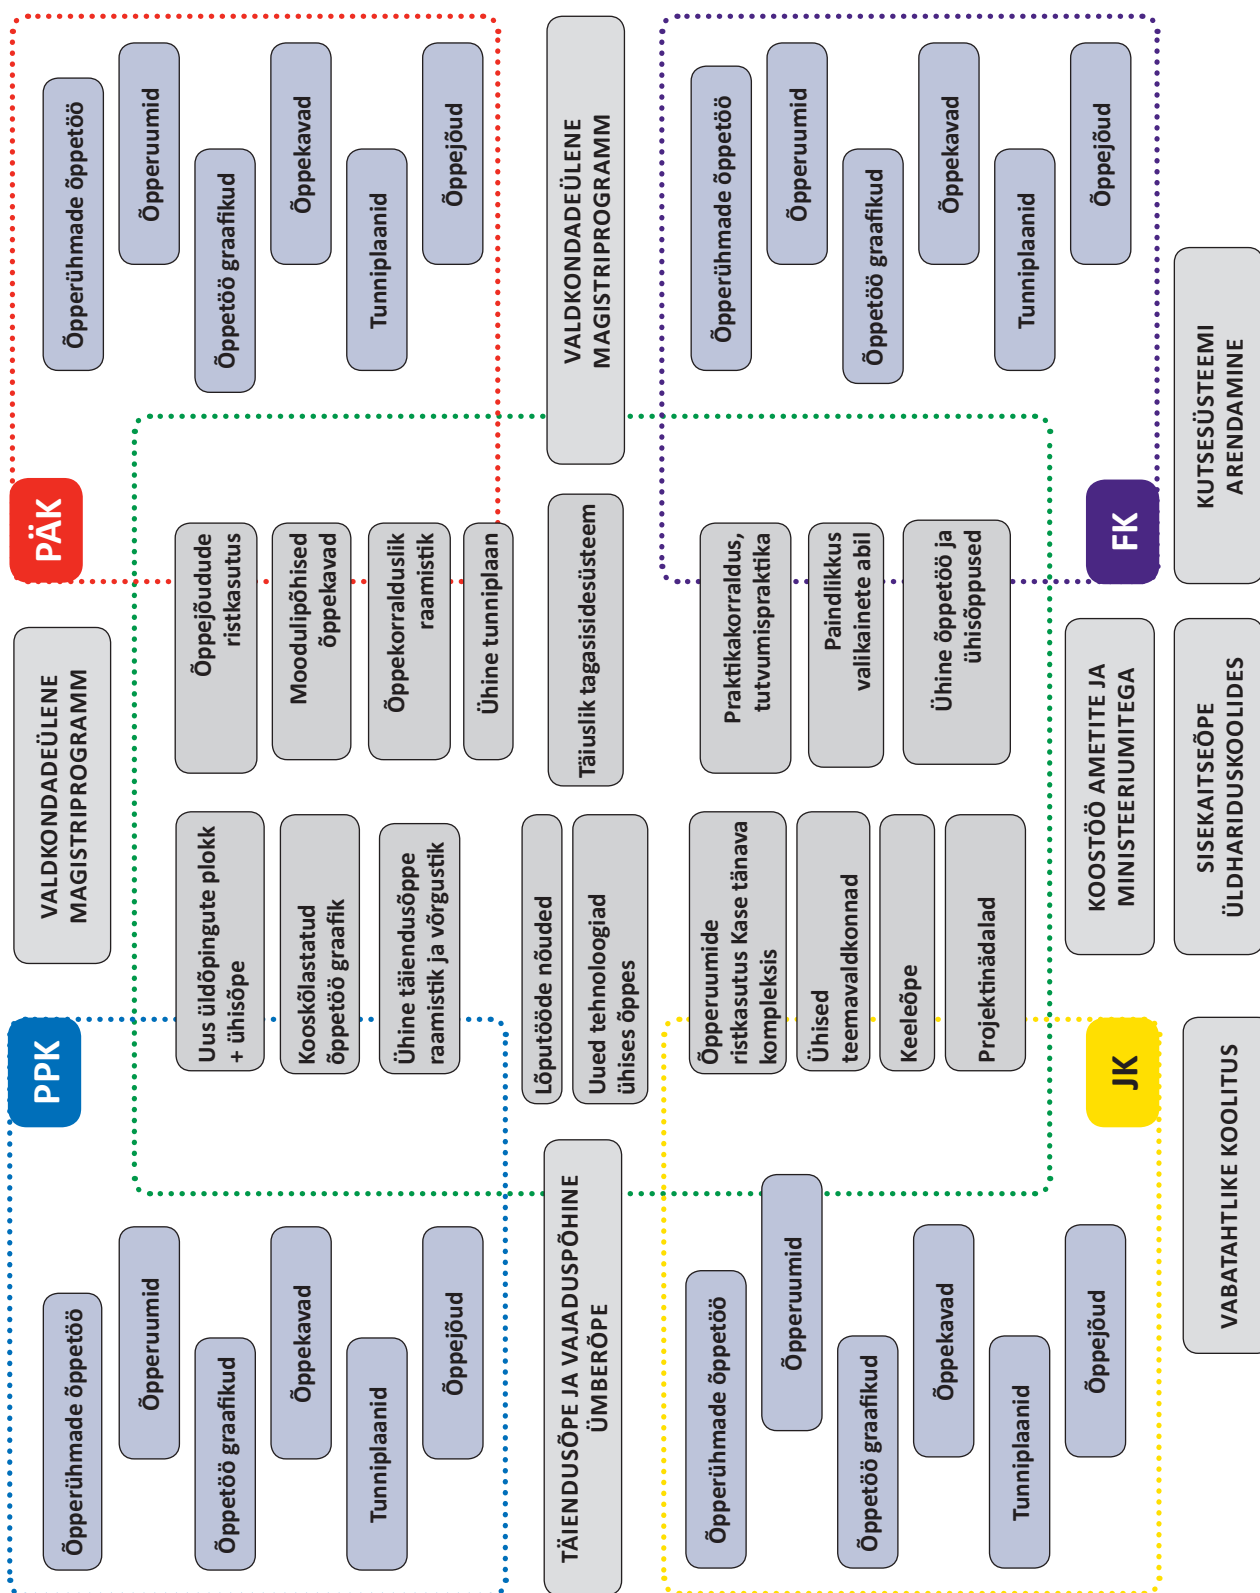 PPK
Õpperühmade õppetöö
Õpperuumid
Õppetöö graafikud
Õppekavad
Tunniplaanid
Õppejõud
VALDKONDADEÜLENE
MAGISTRIPROGRAMM
PÄK
Õpperühmade õppetöö
Õpperuumid
Õppetöö graafikud
Õppekavad
Tunniplaanid
Õppejõud
Uus üldõpingute plokk
+ ühisõpe
Kooskõlastatud
õppetöö graafik
Ühine täiendusõppe
raamistik ja võrgustik
Õppejõudude
ristkasutus
Moodulipõhised
õppekavad
Õppekorralduslik
raamistik
Ühine tunniplaan
TÄIENDUSÕPE JA VAJADUSPÕHINE
ÜMBERÕPE
Lõputööde nõuded
Uued tehnologiad
ühises õppes
Täiuslik tagasisidesüsteem
VALDKONDADEÜLENE
MAGISTRIPROGRAMM
Õpperuumide
ristkasutus Kase tänava
kompleksis
Ühised
teemavaldkonnad
Keeleõpe
Projektinädalad
Praktikakorraldus,
tutvumispraktika
Paindlikkus
valikainete abil
Ühine õppetöö ja
ühisõppused
JK
Õpperühmade õppetöö
Õpperuumid
Õppetöö graafikud
Õppekavad
Tunniplaanid
Õppejõud
FK
Õpperühmade õppetöö
Õpperuumid
Õppetöö graafikud
Õppekavad
Tunniplaanid
Õppejõud
KOOSTÖÖ AMETITE JA
MINISTEERIUMITEGA
VABATAHTLIKE KOOLITUS
SISEKAITSEÕPE
ÜLDHARIDUSKOOLIDES
KUTSESÜSTEEMI
ARENDAMINE